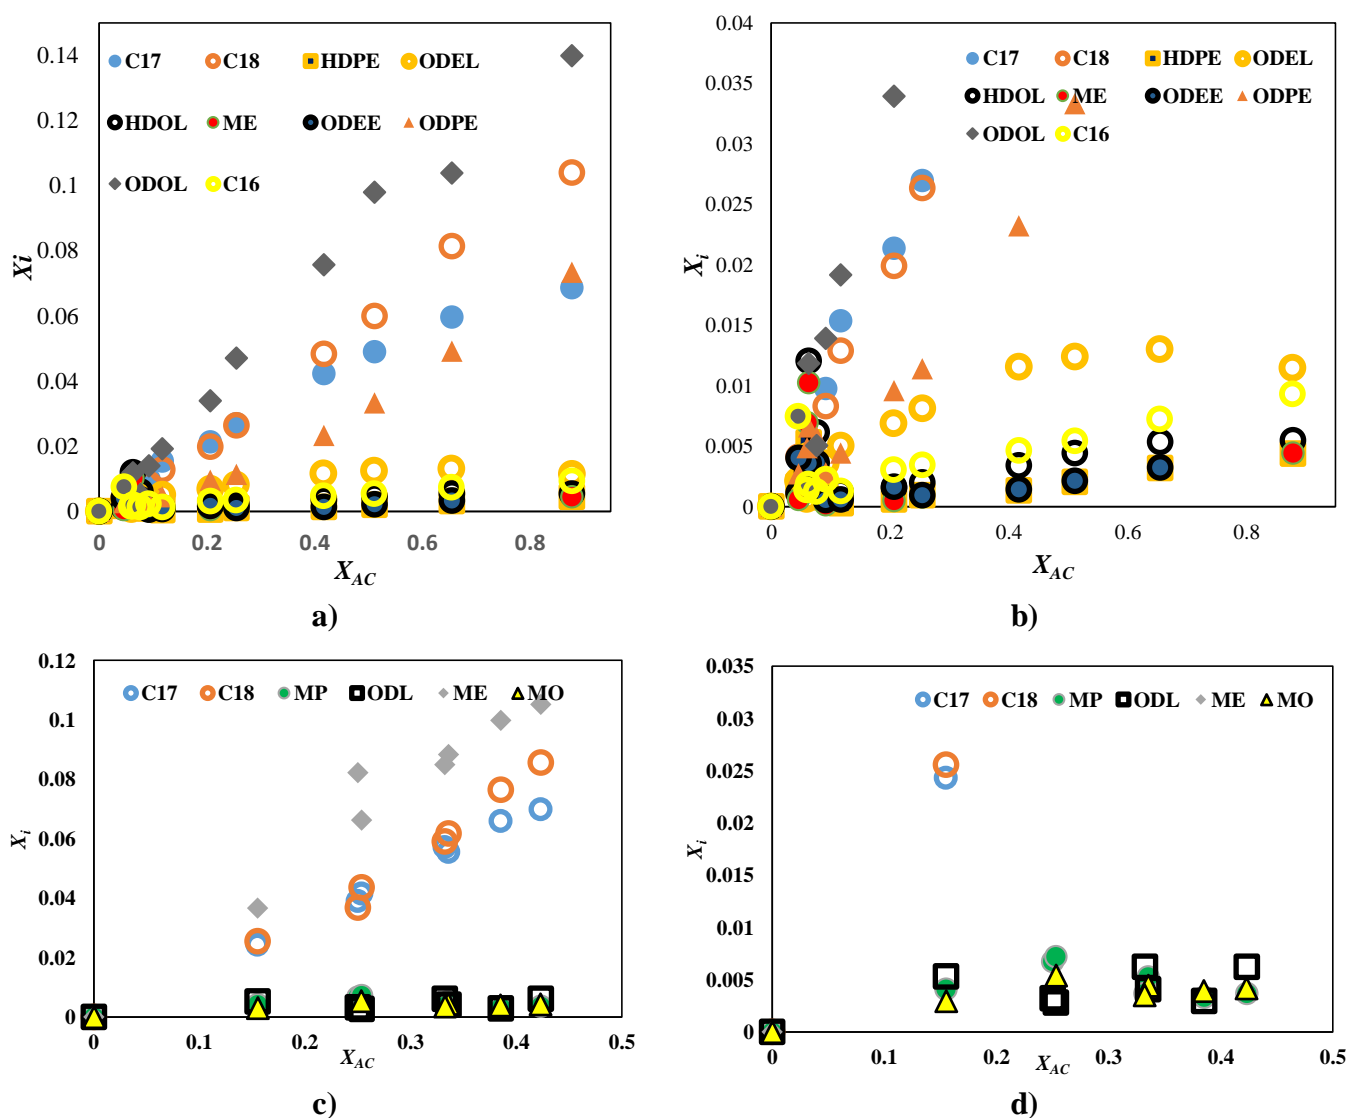 0.14
0.12
0.1
0.08
0.06
0.04
0.02
0
Xi
C17 C18 HDPE ODEL
HDOL ME ODEE ODPE
ODOL C16
0 0.2 0.4 0.6 0.8
X_AC
a)
0.04
0.035
0.03
0.025
0.02
0.015
0.01
0.005
0
X_i
C17 C18 HDPE ODEL
HDOL ME ODEE ODPE
ODOL C16
0 0.2 0.4 0.6 0.8
X_AC
b)
0.12
0.1
0.08
0.06
0.04
0.02
0
X_i
C17 C18 MP ODL ME MO
0 0.1 0.2 0.3 0.4 0.5
X_AC
c)
0.035
0.03
0.025
0.02
0.015
0.01
0.005
0
X_i
C17 C18 MP ODL ME MO
0 0.1 0.2 0.3 0.4 0.5
X_AC
d)